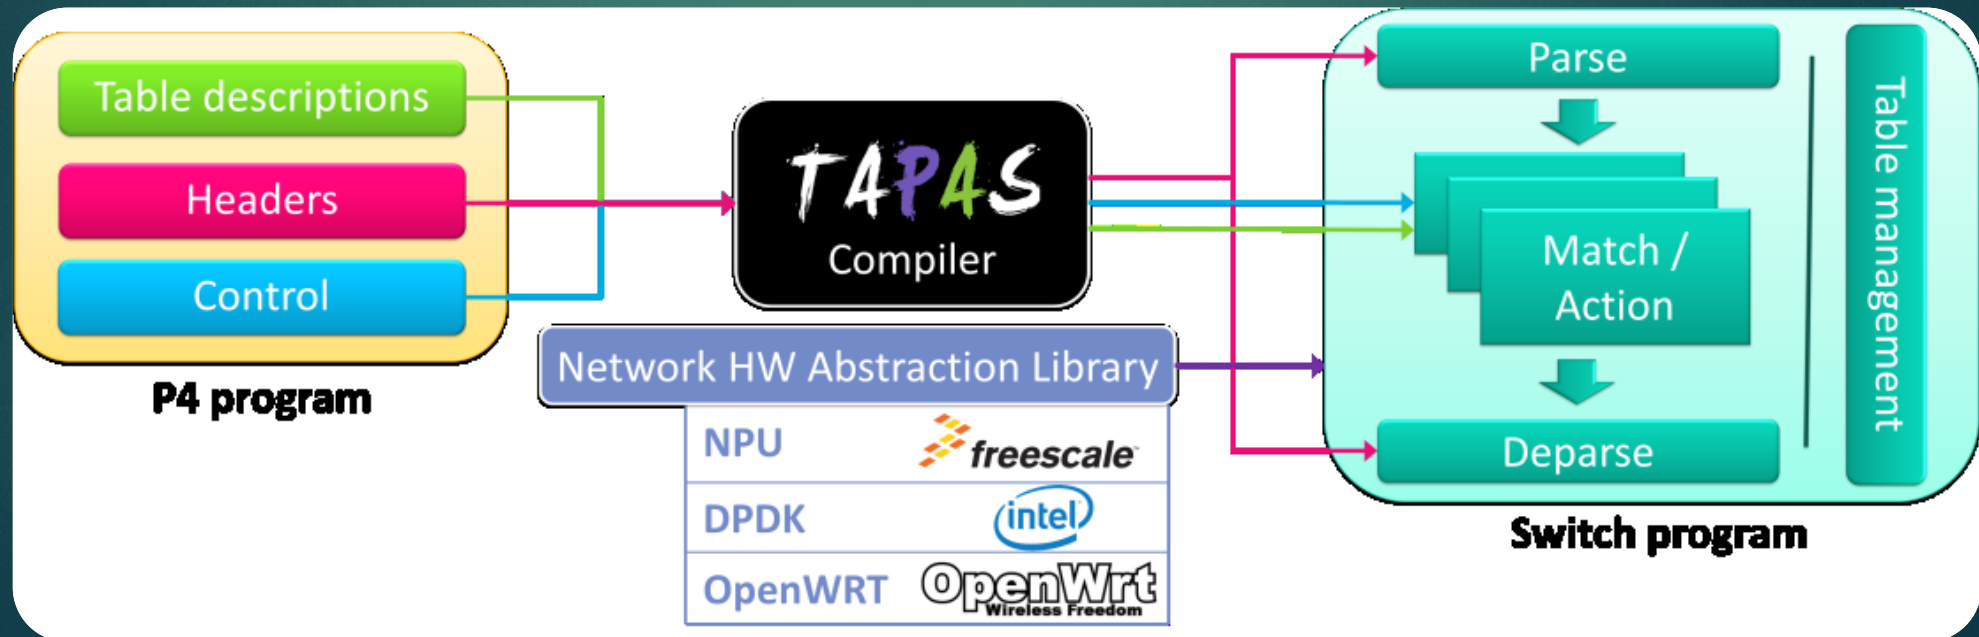 Table descriptions
Headers
Control
P4 program
TAPAS
Compiler
Network HW Abstraction Library
NPU
freescale
DPDK
intel
OpenWRT
OpenWrt
Wireless Freedom
Parse
Match /
Action
Deparse
Table management
Switch program